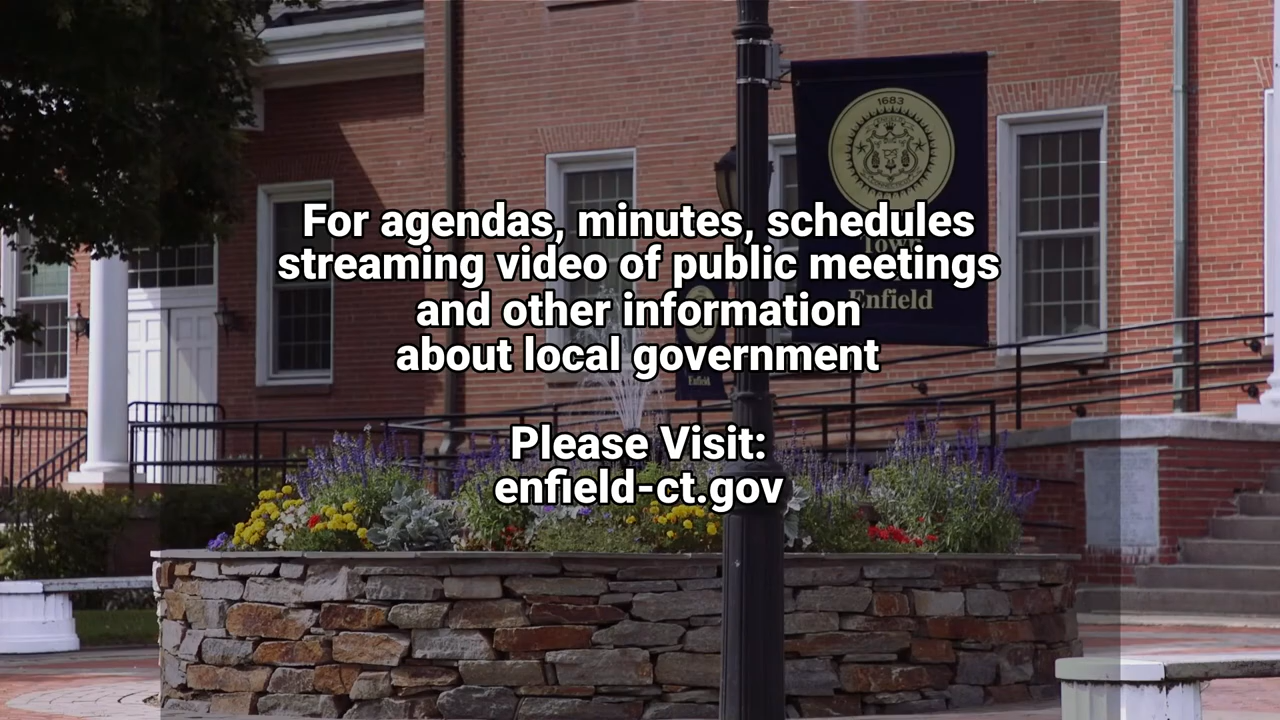 1683
For agendas, minutes, schedules
streaming video of public meetings
and other information
about local government
Please Visit:
enfield-ct.gov
Town
Enfield
Enfield